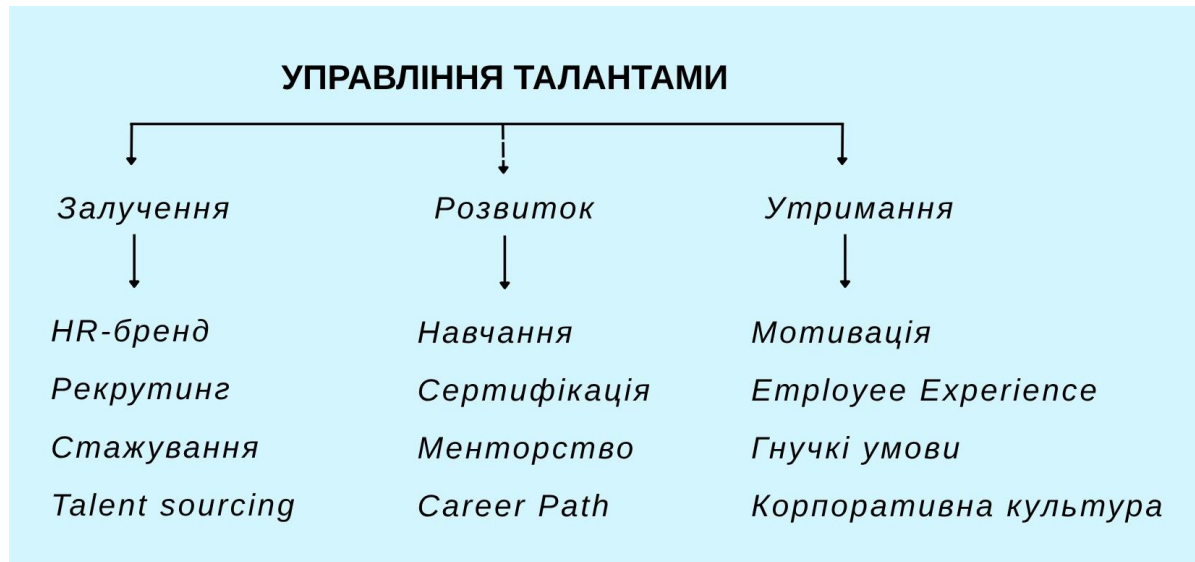 УПРАВЛІННЯ ТАЛАНТАМИ
Залучення
Розвиток
Утримання
HR-бренд
Рекрутинг
Стажування
Talent sourcing
Навчання
Сертифікація
Менторство
Career Path
Мотивація
Employee Experience
Гнучкі умови
Корпоративна культура